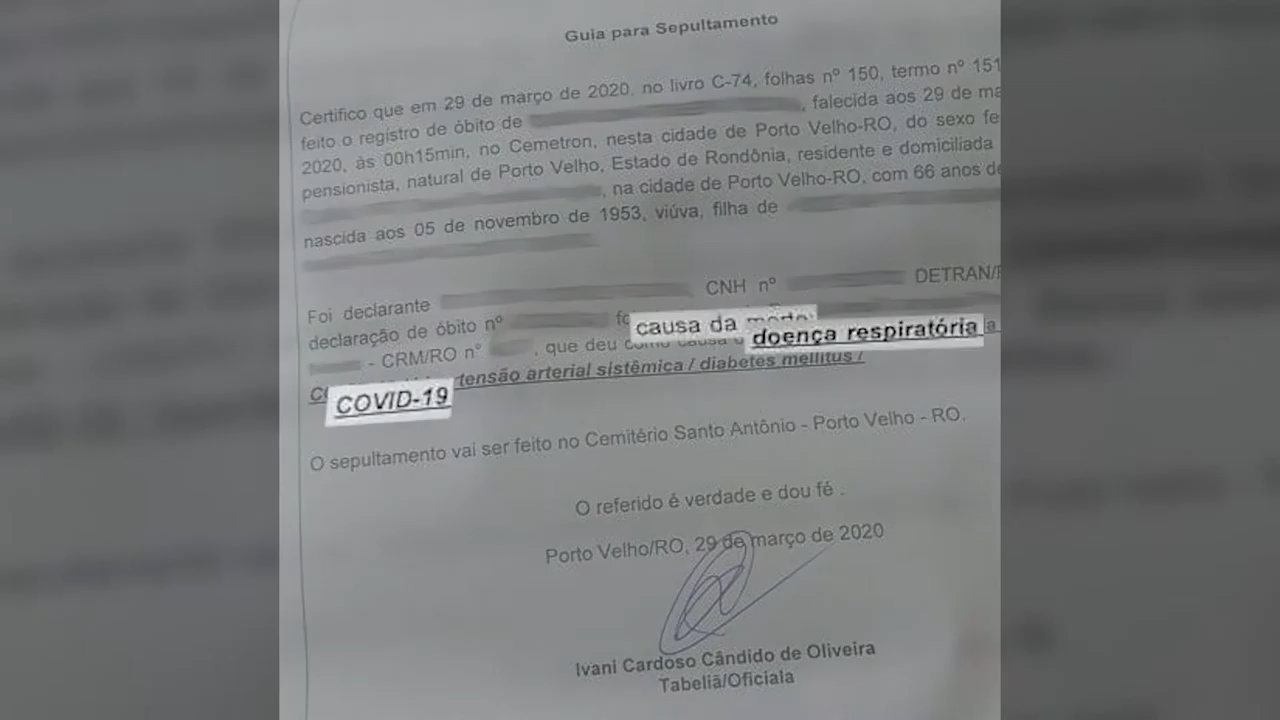 Guia para Sepultamento
Certifico que em 29 de março de 2020, no livro C-74, folhas nº 150, termo nº 151
feito o registro de óbito de , falecida aos 29 de ma
2020, às 00h15min, no Cemetron, nesta cidade de Porto Velho-RO, do sexo fe
pensionista, natural de Porto Velho, Estado de Rondônia, residente e domiciliada
, na cidade de Porto Velho-RO, com 66 anos de
nascida aos 05 de novembro de 1953, viúva, filha de
Foi declarante CNH nº DETRAN/
declaração de óbito nº fo
causa da morte:
doença respiratória a
- CRM/RO nº , que deu como causa
tensão arterial sistêmica / diabetes mellitus /
COVID-19
O sepultamento vai ser feito no Cemitério Santo Antônio - Porto Velho - RO.
O referido é verdade e dou fé .
Porto Velho/RO, 29 de março de 2020
Ivani Cardoso Cândido de Oliveira
Tabeliã/Oficiala